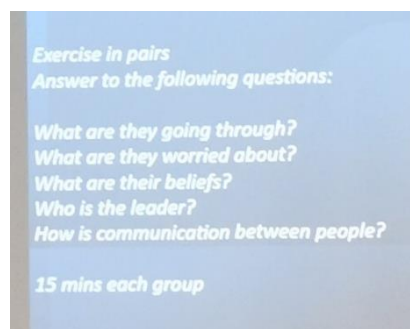 Exercise in pairs
Answer to the following questions:
What are they going through?
What are they worried about?
What are their beliefs?
Who is the leader?
How is communication between people?
15 mins each group